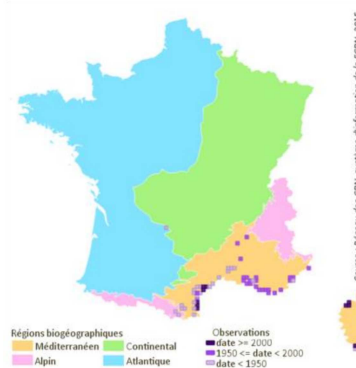 Régions biogéographiques
Méditerranéen
Continental
Alpin
Atlantique
Observations
date >= 2000
1950 <= date < 2000
date < 1950